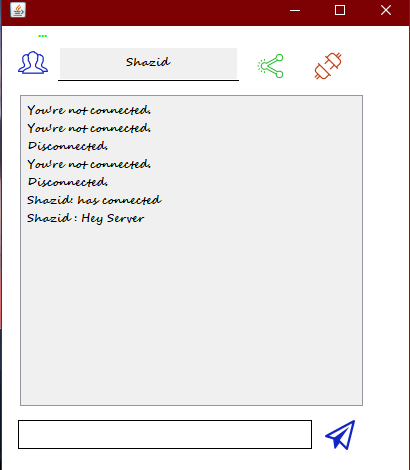 ...
Shazid
You're not connected.
You're not connected.
Disconnected.
You're not connected.
Disconnected.
Shazid: has connected
Shazid : Hey Server